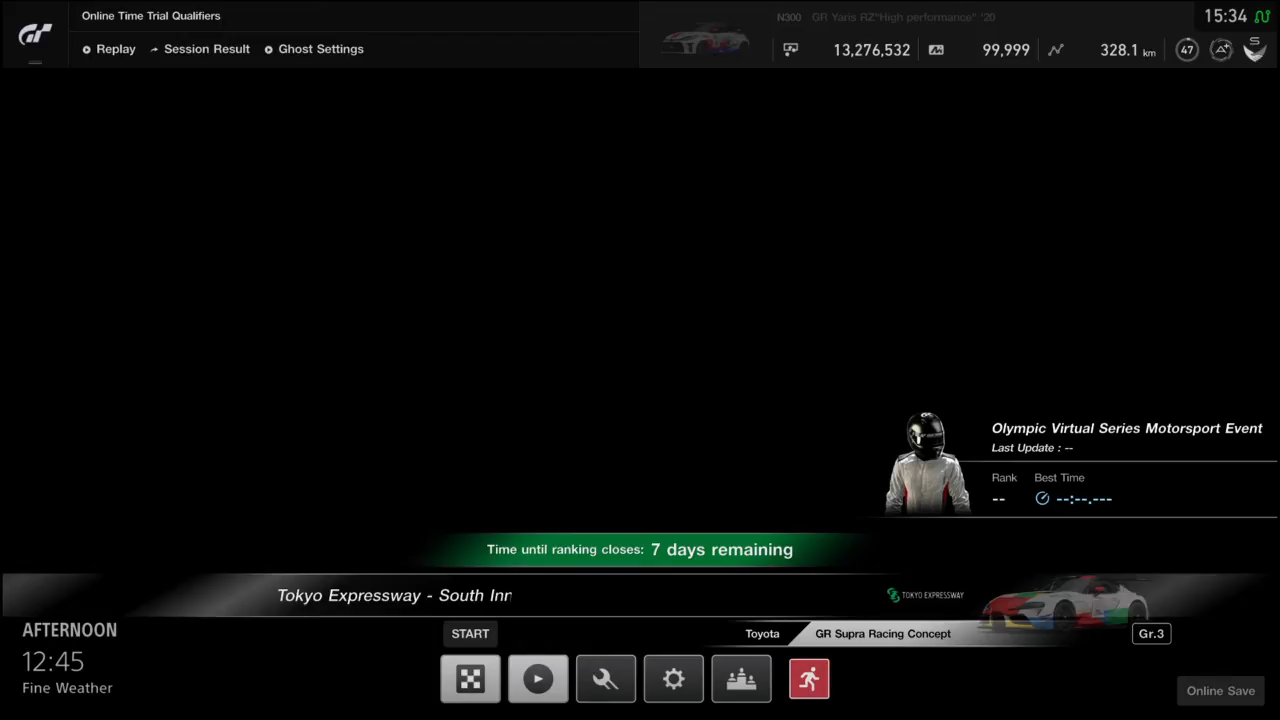 Online Time Trial Qualifiers
Replay Session Result Ghost Settings
N300 GR Yaris RZ"High performance" '20
15:34
13,276,532 99,999 328.1 km 47 S
Olympic Virtual Series Motorsport Event
Last Update : --
Rank Best Time
-- --:--.---
Time until ranking closes: 7 days remaining
Tokyo Expressway - South Inn
TOKYO EXPRESSWAY
AFTERNOON
12:45
Fine Weather
START
Toyota GR Supra Racing Concept Gr.3
Online Save